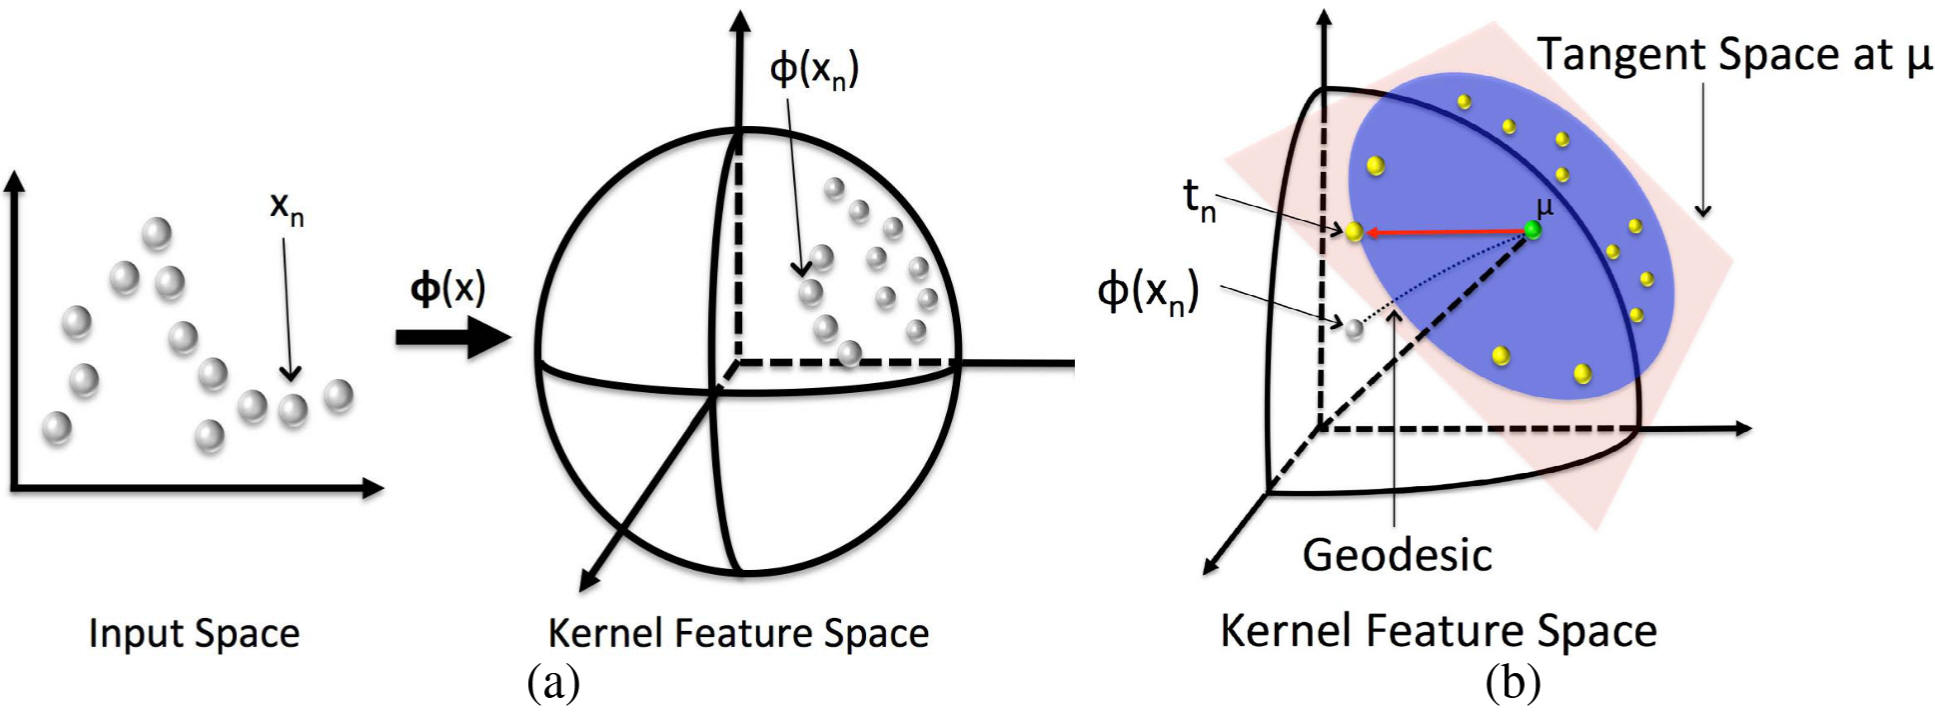 xn
ϕ(x)
ϕ(xn)
Input Space
Kernel Feature Space
(a)
Tangent Space at μ
μ
tn
ϕ(xn)
Geodesic
Kernel Feature Space
(b)